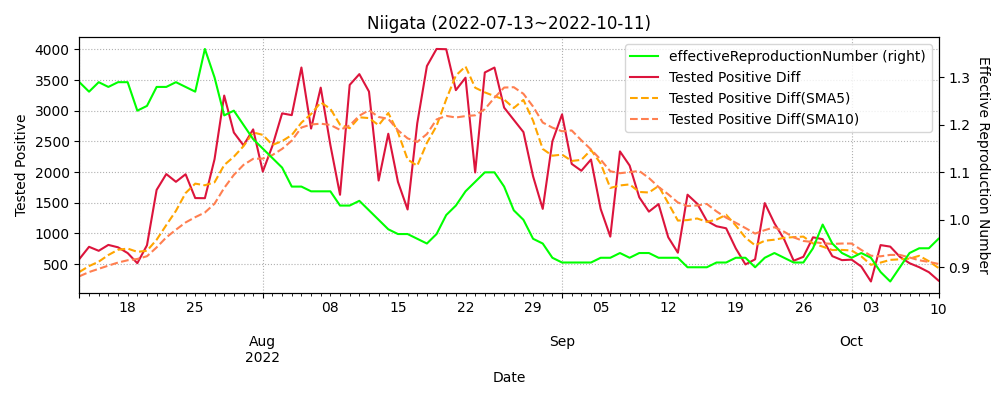 Niigata (2022-07-13~2022-10-11)
effectiveReproductionNumber (right)
Tested Positive Diff
Tested Positive Diff(SMA5)
Tested Positive Diff(SMA10)
Tested Positive
4000
3500
3000
2500
2000
1500
1000
500
Effective Reproduction Number
1.3
1.2
1.1
1.0
0.9
18 25 08 15 22 29 05 12 19 26 03 10
Aug Sep Oct
2022
Date